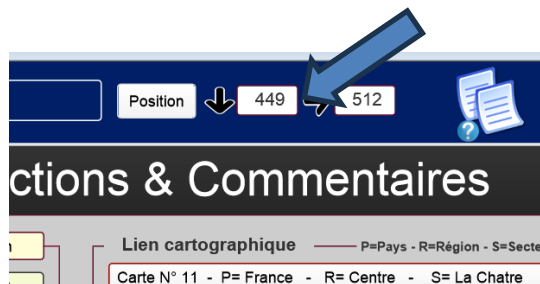 Position 449 512
?
ctions & Commentaires
n
Lien cartographique P=Pays - R=Région - S=Secte
Carte N° 11 - P= France - R= Centre - S= La Chatre